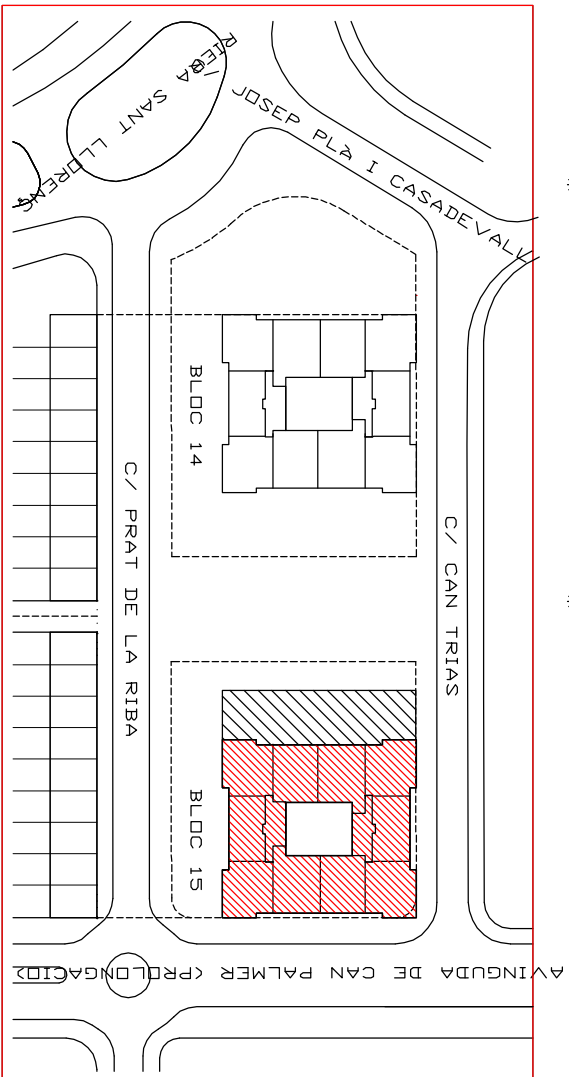 RIERA SANT LLORENÇ
C/ JOSEP PLÀ I CASADEVALL
BLOC 14
C/ PRAT DE LA RIBA
C/ CAN TRIAS
BLOC 15
AVINGUDA DE CAN PALMER (PROLONGACIO)